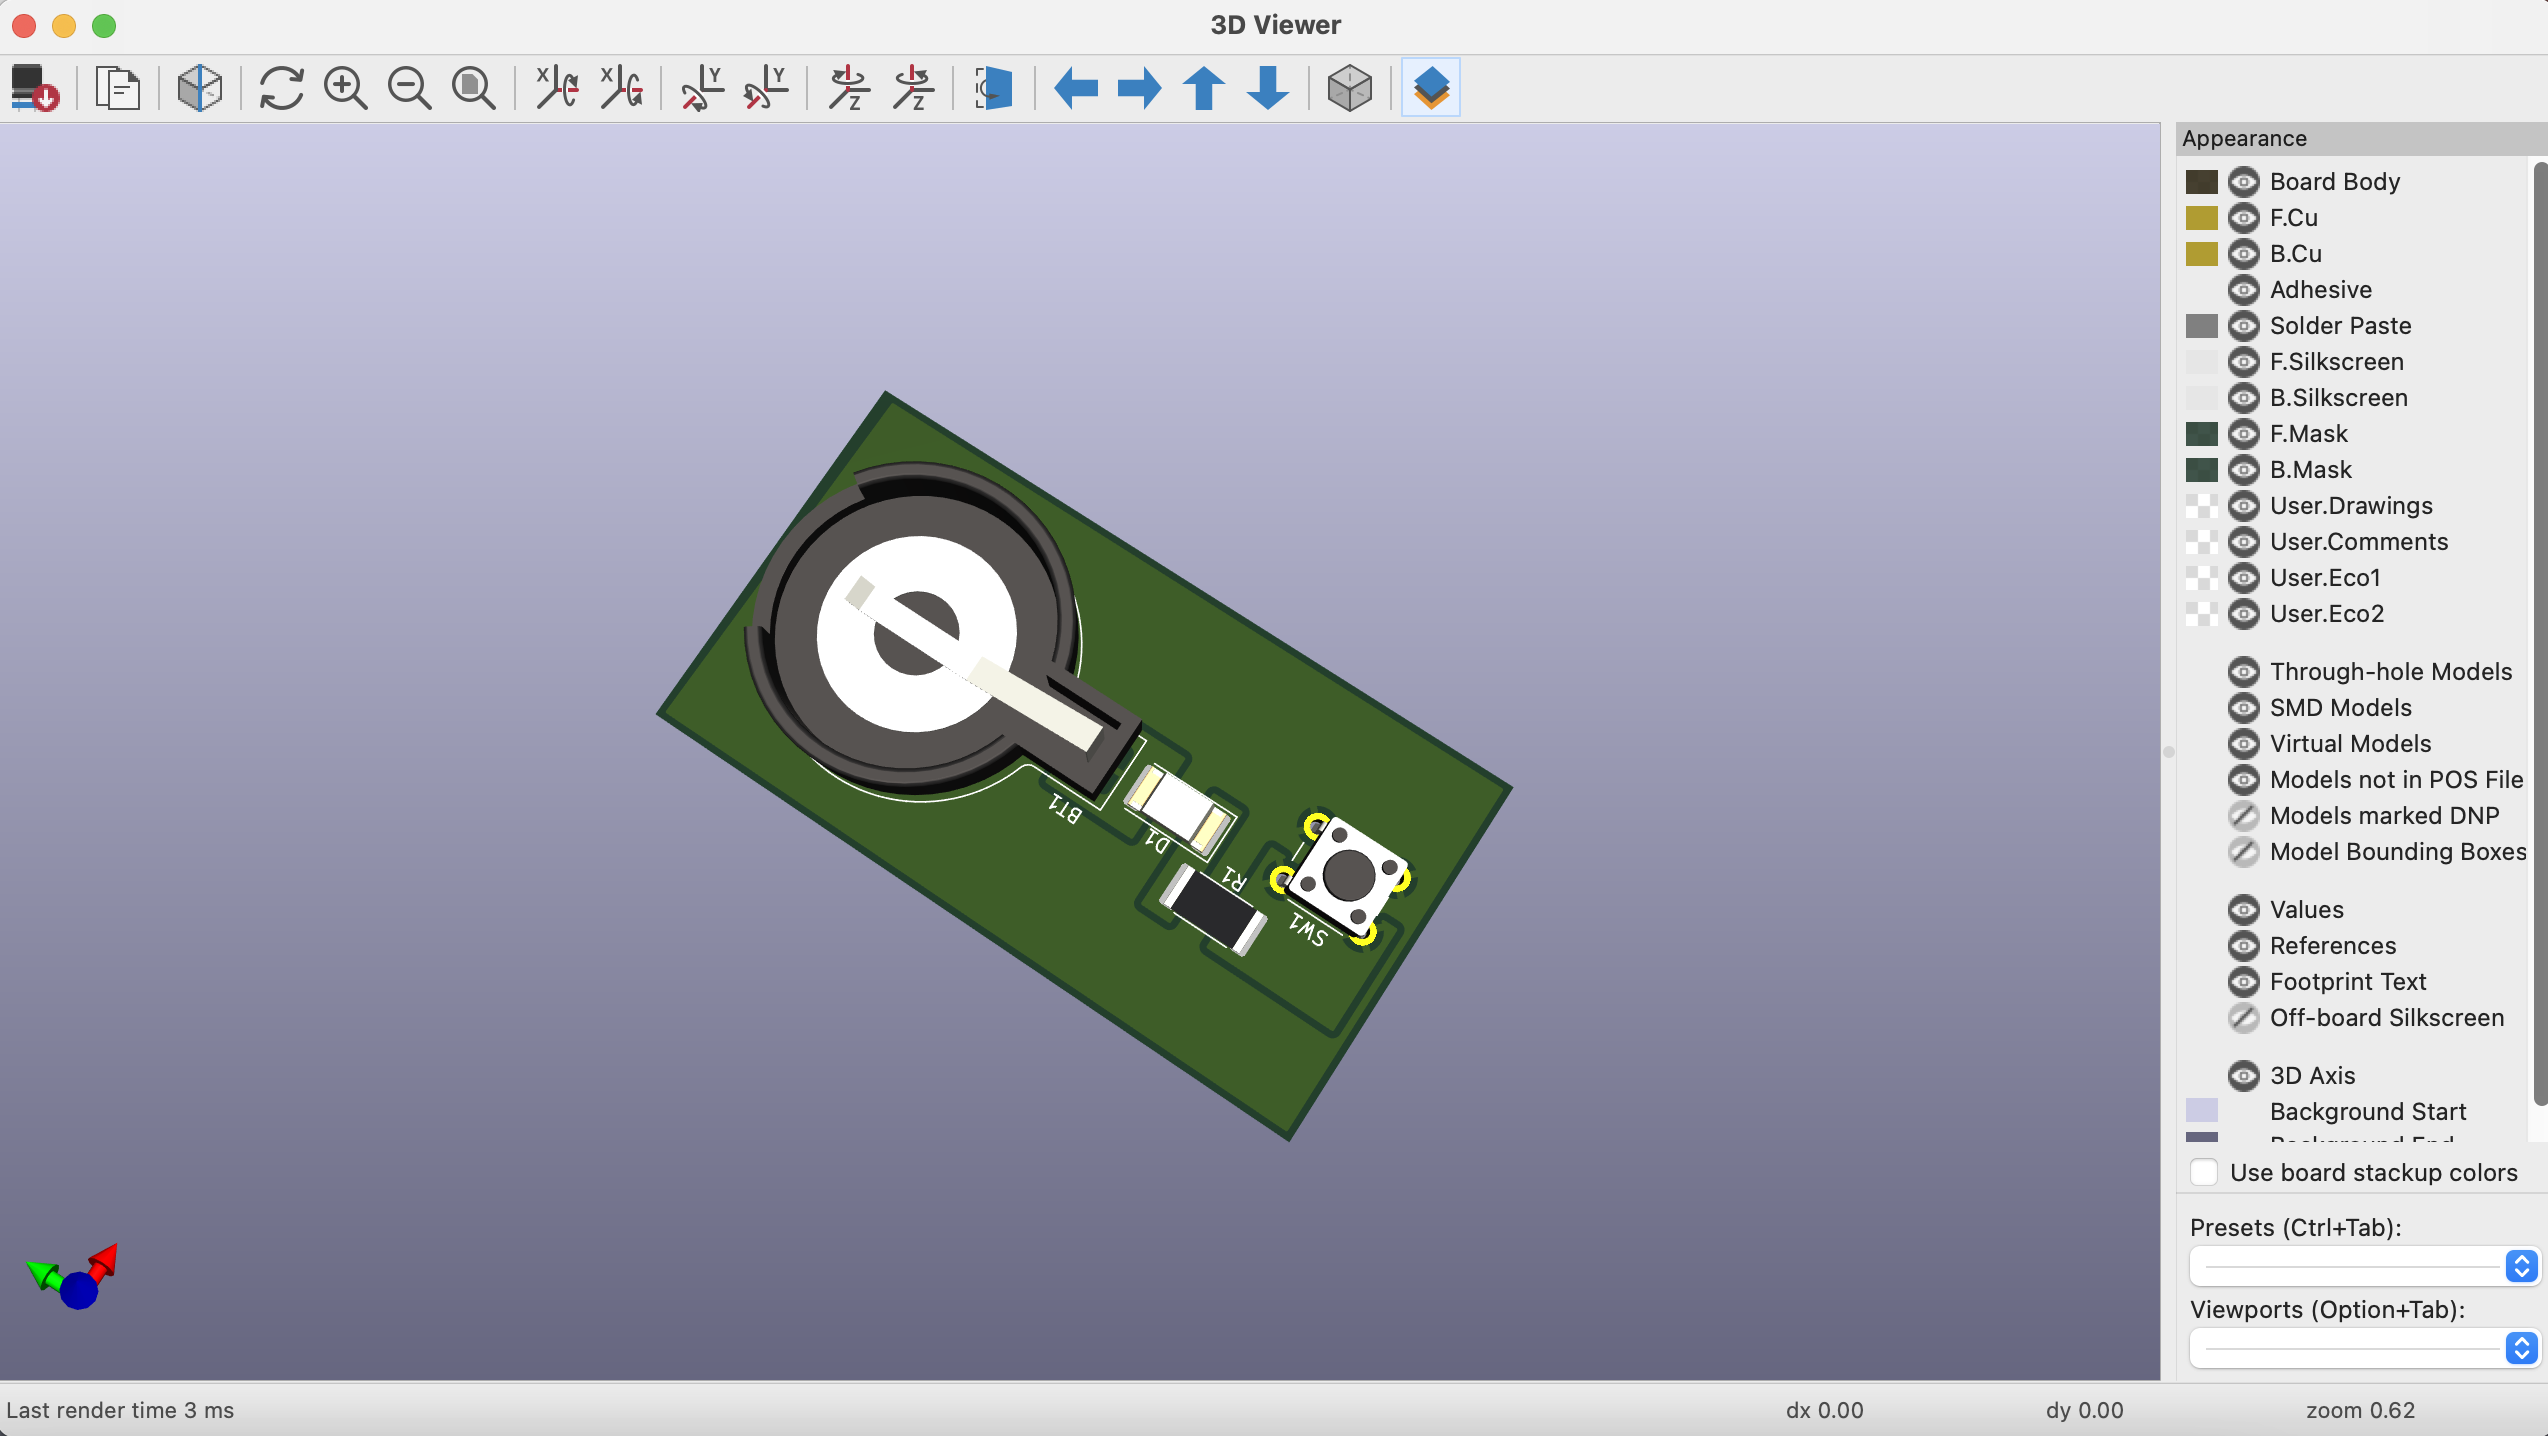 3D Viewer
X X Y Y Z Z
Appearance
Board Body
F.Cu
B.Cu
Adhesive
Solder Paste
F.Silkscreen
B.Silkscreen
F.Mask
B.Mask
User.Drawings
User.Comments
User.Eco1
User.Eco2
Through-hole Models
SMD Models
Virtual Models
Models not in POS File
Models marked DNP
Model Bounding Boxes
Values
References
Footprint Text
Off-board Silkscreen
3D Axis
Background Start
Background End
Use board stackup colors
Presets (Ctrl+Tab):
Viewports (Option+Tab):
BT1
D1
R1
SW1
Last render time 3 ms
dx 0.00
dy 0.00
zoom 0.62